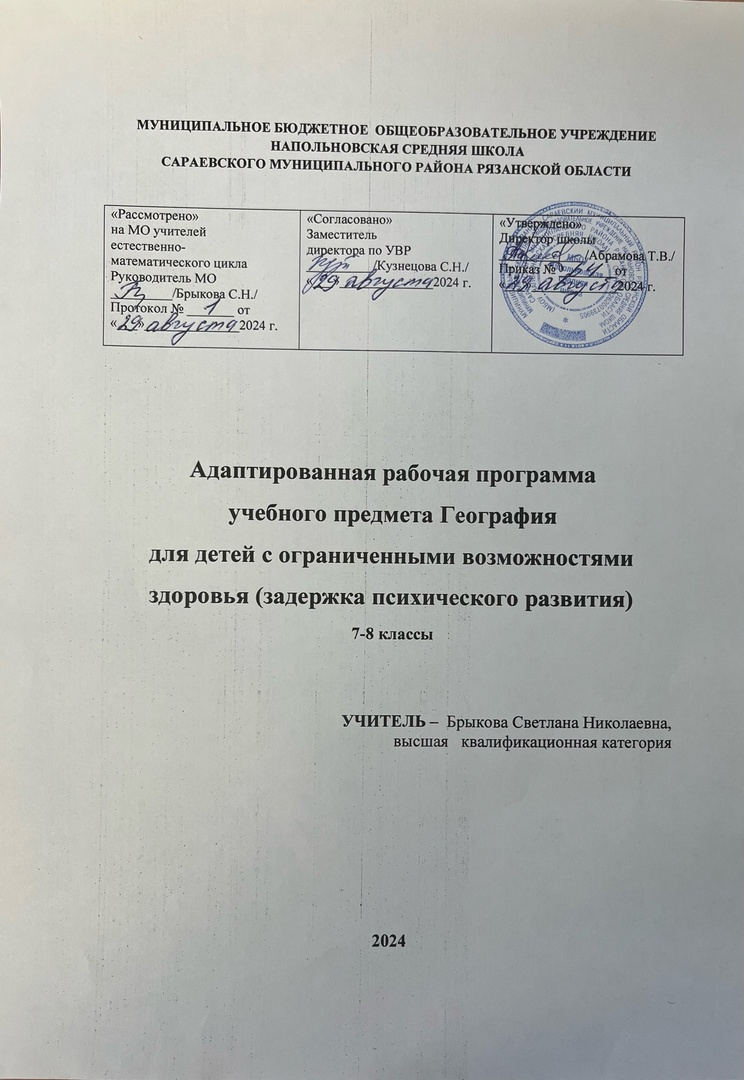 МУНИЦИПАЛЬНОЕ БЮДЖЕТНОЕ ОБЩЕОБРАЗОВАТЕЛЬНОЕ УЧРЕЖДЕНИЕ
НАПОЛЬНОВСКАЯ СРЕДНЯЯ ШКОЛА
САРАЕВСКОГО МУНИЦИПАЛЬНОГО РАЙОНА РЯЗАНСКОЙ ОБЛАСТИ
«Рассмотрено»
на МО учителей
естественно-
математического цикла
Руководитель МО
/Брыкова С.Н./
Протокол № 1 от
«29» августа 2024 г.
«Согласовано»
Заместитель
директора по УВР
/Кузнецова С.Н./
«29» августа 2024 г.
«Утверждено»
Директор школы
/Абрамова Т.В./
Приказ № от
августа 2024 г.
Адаптированная рабочая программа
учебного предмета География
для детей с ограниченными возможностями
здоровья (задержка психического развития)
7-8 классы
УЧИТЕЛЬ – Брыкова Светлана Николаевна,
высшая квалификационная категория
2024